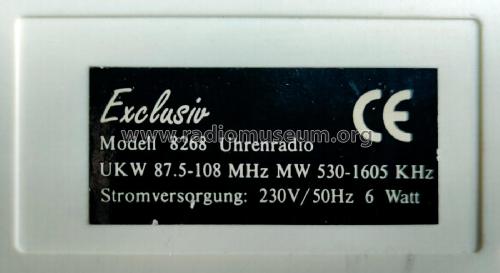 Exclusiv
CE
Modell 8268 Uhrenradio
www.radiomuseum.org
UKW 87.5-108 MHz MW 530-1605 KHz
Stromversorgung: 230V/50Hz 6 Watt